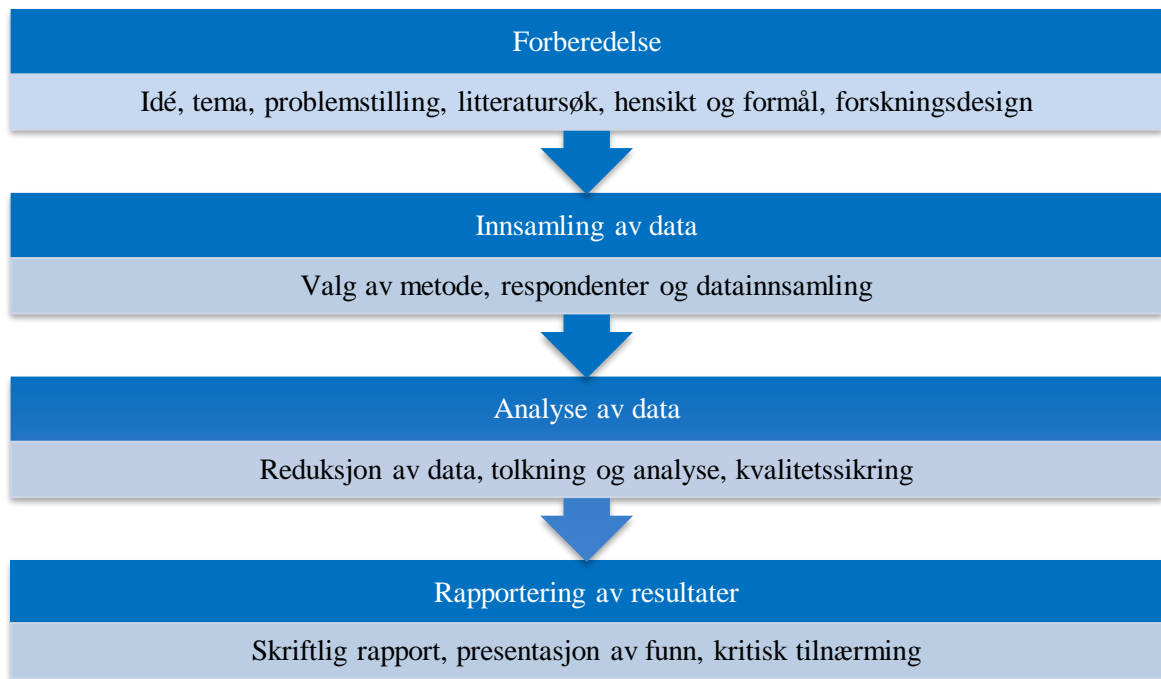 Forberedelse
Idé, tema, problemstilling, litteratursøk, hensikt og formål, forskningsdesign
Innsamling av data
Valg av metode, respondenter og datainnsamling
Analyse av data
Reduksjon av data, tolkning og analyse, kvalitetssikring
Rapportering av resultater
Skriftlig rapport, presentasjon av funn, kritisk tilnærming